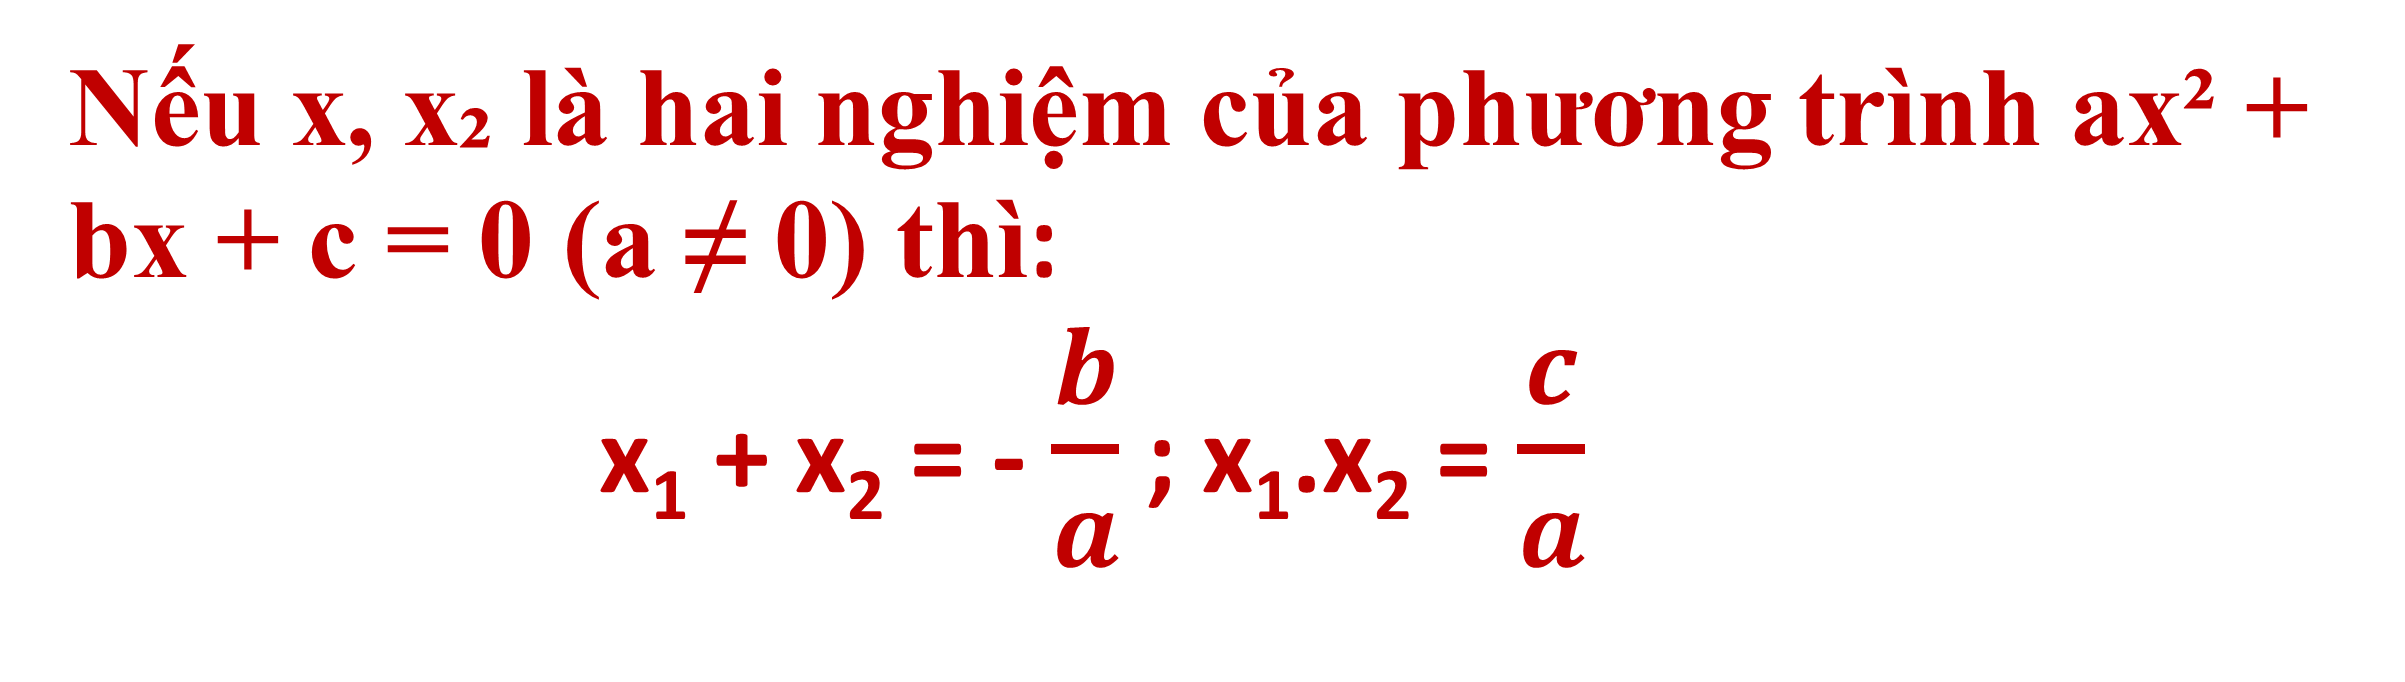 Nếu x, x₂ là hai nghiệm của phương trình ax² +
bx + c = 0 (a ≠ 0) thì:
x₁ + x₂ = - b/a ; x₁.x₂ = c/a